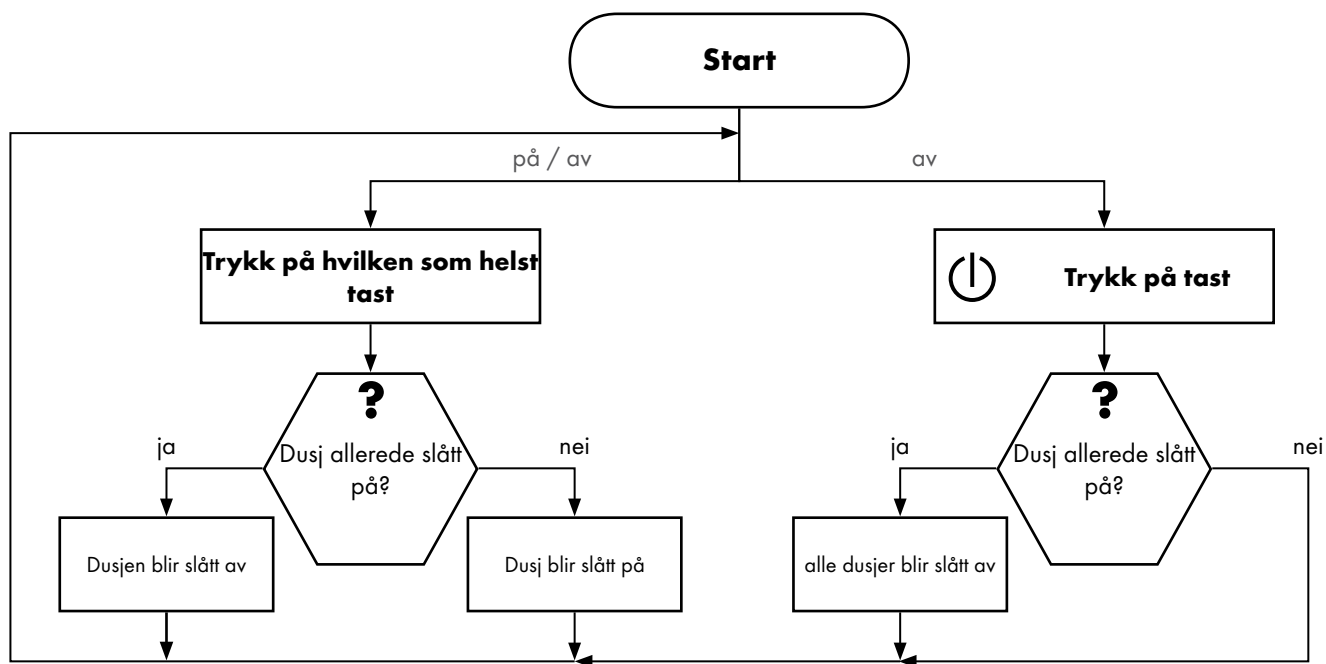 Start
på / av
av
Trykk på hvilken som helst
tast
Trykk på tast
?
Dusj allerede slått
på?
ja
nei
?
Dusj allerede slått
på?
ja
nei
Dusjen blir slått av
Dusj blir slått på
alle dusjer blir slått av